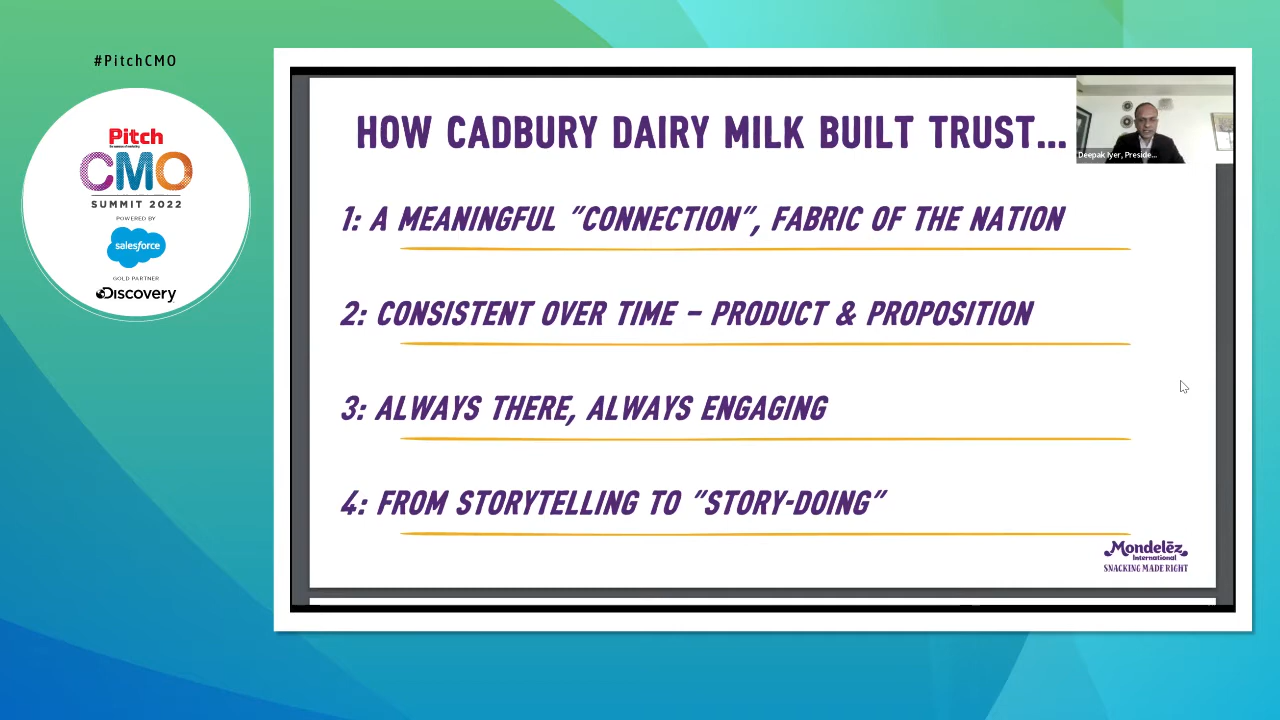 #PitchCMO
Pitch
CMO
SUMMIT 2022
POWERED BY
salesforce
GOLD PARTNER
Discovery
HOW CADBURY DAIRY MILK BUILT TRUST...
Deepak Iyer, Preside...
1: A MEANINGFUL "CONNECTION", FABRIC OF THE NATION
2: CONSISTENT OVER TIME – PRODUCT & PROPOSITION
3: ALWAYS THERE, ALWAYS ENGAGING
4: FROM STORYTELLING TO "STORY-DOING"
Mondelēz
International
SNACKING MADE RIGHT